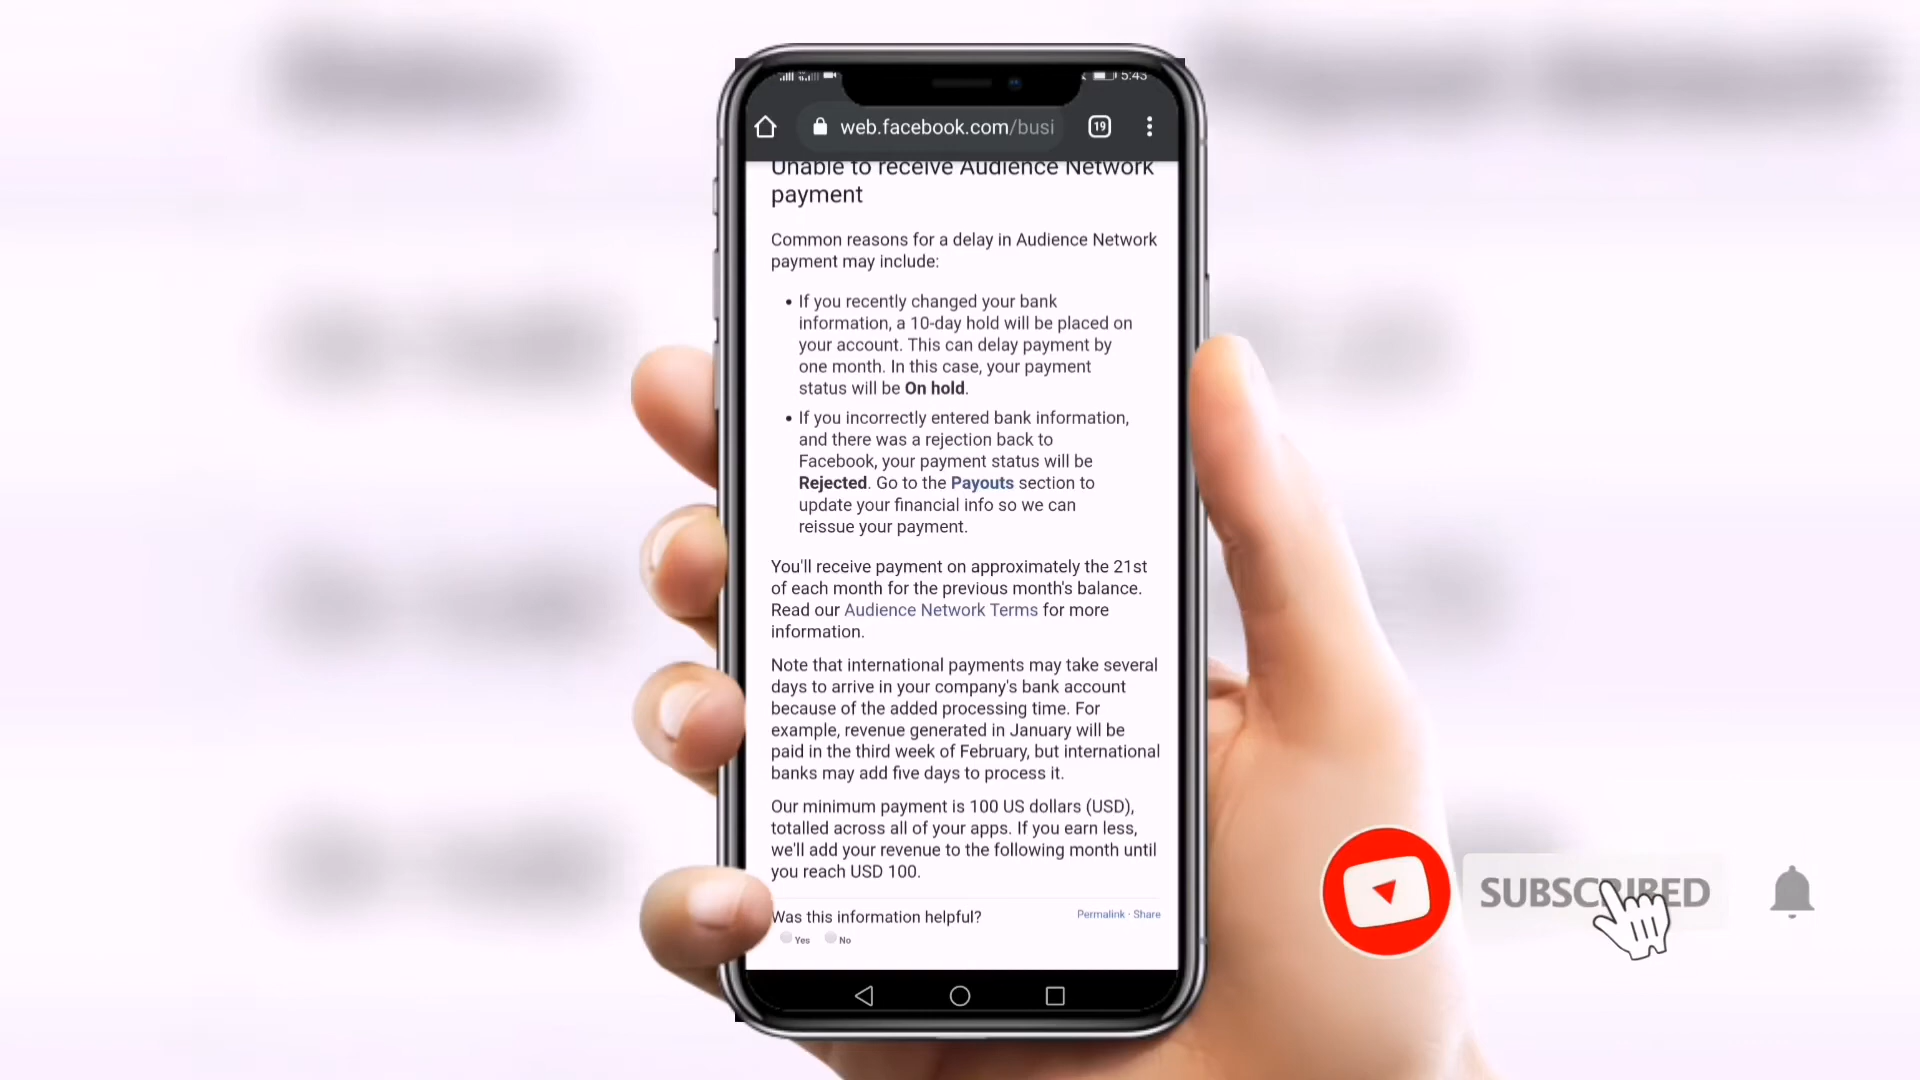 5:43
web.facebook.com/busi
19
Unable to receive Audience Network
payment
Common reasons for a delay in Audience Network
payment may include:
• If you recently changed your bank
information, a 10-day hold will be placed on
your account. This can delay payment by
one month. In this case, your payment
status will be On hold.
• If you incorrectly entered bank information,
and there was a rejection back to
Facebook, your payment status will be
Rejected. Go to the Payouts section to
update your financial info so we can
reissue your payment.
You'll receive payment on approximately the 21st
of each month for the previous month's balance.
Read our Audience Network Terms for more
information.
Note that international payments may take several
days to arrive in your company's bank account
because of the added processing time. For
example, revenue generated in January will be
paid in the third week of February, but international
banks may add five days to process it.
Our minimum payment is 100 US dollars (USD),
totalled across all of your apps. If you earn less,
we'll add your revenue to the following month until
you reach USD 100.
Was this information helpful?
Permalink · Share
Yes No
SUBSCRIBED